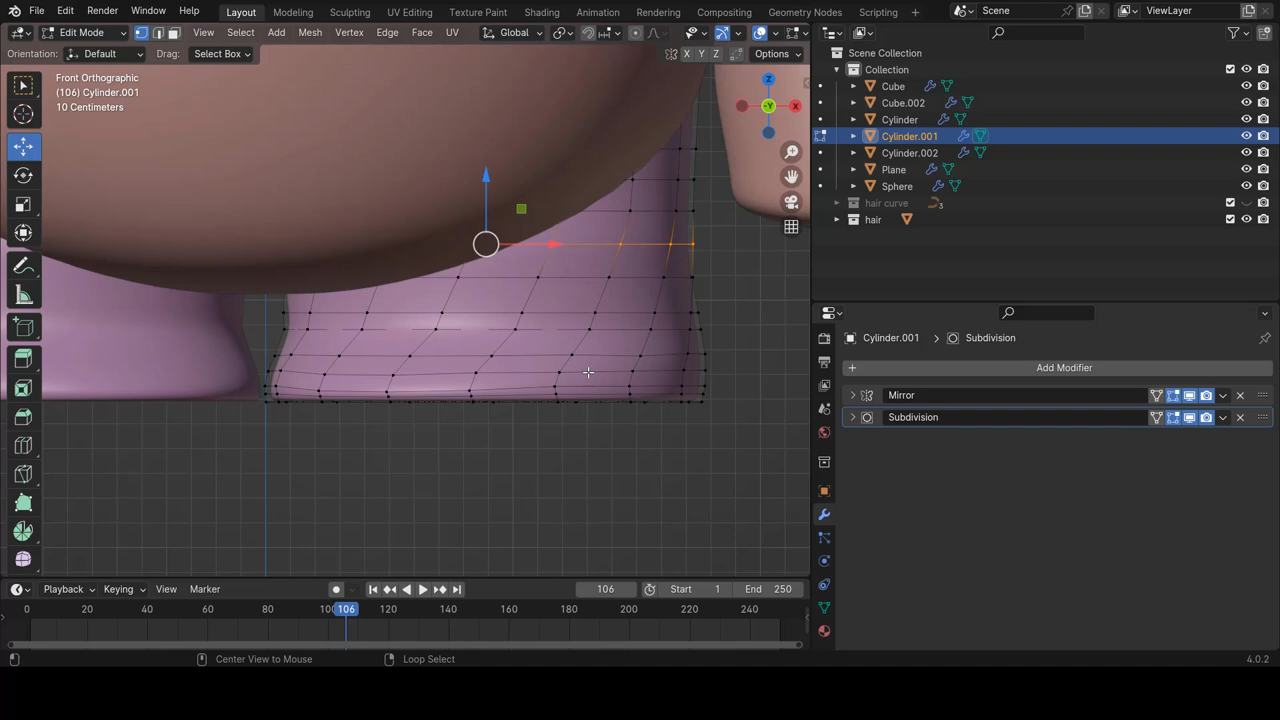 File Edit Render Window Help Layout Modeling Sculpting UV Editing Texture Paint Shading Animation Rendering Compositing Geometry Nodes Scripting Scene ViewLayer
Edit Mode View Select Add Mesh Vertex Edge Face UV Global
Orientation: Default Drag: Select Box X Y Z Options
Front Orthographic
(106) Cylinder.001
10 Centimeters
Z
X
-Y
Scene Collection
Collection
Cube
Cube.002
Cylinder
Cylinder.001
Cylinder.002
Plane
Sphere
hair curve 3
hair
Cylinder.001 > Subdivision
+ Add Modifier
Mirror
Subdivision
Playback Keying View Marker 106 Start 1 End 250
0 20 40 60 80 100 106 120 140 160 180 200 220 240
Center View to Mouse Loop Select 4.0.2